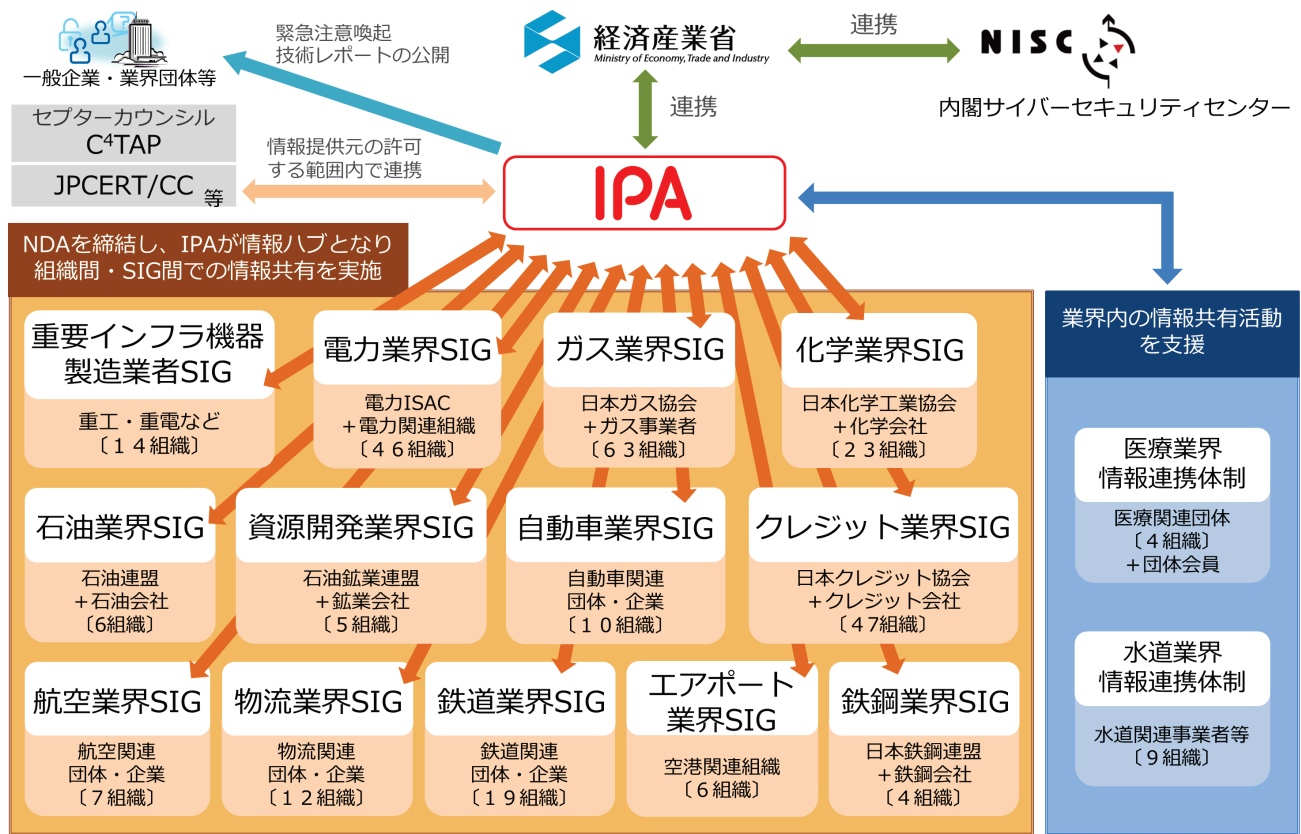 一般企業・業界団体等
緊急注意喚起
技術レポートの公開
経済産業省
Ministry of Economy, Trade and Industry
連携
NISC
内閣サイバーセキュリティセンター
連携
セプターカウンシル
C⁴TAP
JPCERT/CC 等
情報提供元の許可
する範囲内で連携
IPA
NDAを締結し、IPAが情報ハブとなり
組織間・SIG間での情報共有を実施
重要インフラ機器
製造業者SIG
重工・重電など
〔１４組織〕
電力業界SIG
電力ISAC
＋電力関連組織
〔４６組織〕
ガス業界SIG
日本ガス協会
＋ガス事業者
〔６３組織〕
化学業界SIG
日本化学工業協会
＋化学会社
〔２３組織〕
石油業界SIG
石油連盟
＋石油会社
〔6組織〕
資源開発業界SIG
石油鉱業連盟
＋鉱業会社
〔５組織〕
自動車業界SIG
自動車関連
団体・企業
〔１０組織〕
クレジット業界SIG
日本クレジット協会
＋クレジット会社
〔４7組織〕
航空業界SIG
航空関連
団体・企業
〔７組織〕
物流業界SIG
物流関連
団体・企業
〔１２組織〕
鉄道業界SIG
鉄道関連
団体・企業
〔１９組織〕
エアポート
業界SIG
空港関連組織
〔６組織〕
鉄鋼業界SIG
日本鉄鋼連盟
＋鉄鋼会社
〔４組織〕
業界内の情報共有活動
を支援
医療業界
情報連携体制
医療関連団体
〔４組織〕
＋団体会員
水道業界
情報連携体制
水道関連事業者等
〔９組織〕